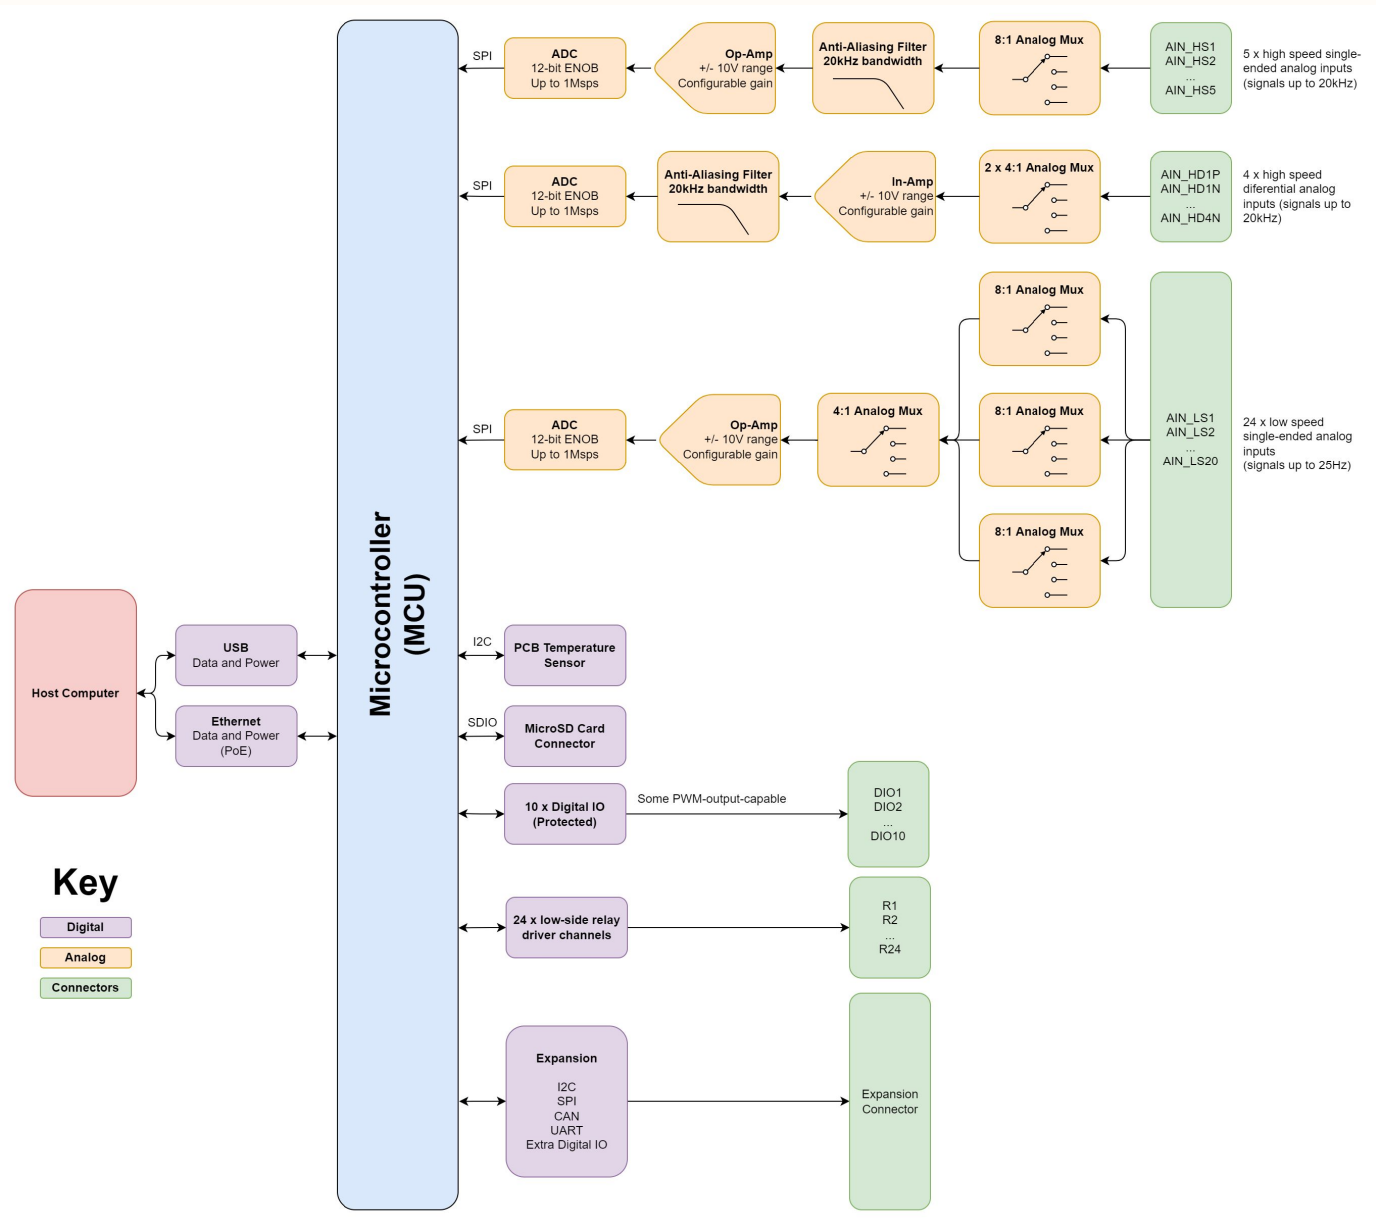 SPI
ADC
12-bit ENOB
Up to 1Msps
Op-Amp
+/- 10V range
Configurable gain
Anti-Aliasing Filter
20kHz bandwidth
8:1 Analog Mux
AIN_HS1
AIN_HS2
...
AIN_HS5
5 x high speed single-
ended analog inputs
(signals up to 20kHz)
SPI
ADC
12-bit ENOB
Up to 1Msps
Anti-Aliasing Filter
20kHz bandwidth
In-Amp
+/- 10V range
Configurable gain
2 x 4:1 Analog Mux
AIN_HD1P
AIN_HD1N
...
AIN_HD4N
4 x high speed
diferential analog
inputs (signals up to
20kHz)
8:1 Analog Mux
SPI
ADC
12-bit ENOB
Up to 1Msps
Op-Amp
+/- 10V range
Configurable gain
4:1 Analog Mux
8:1 Analog Mux
AIN_LS1
AIN_LS2
...
AIN_LS20
24 x low speed
single-ended analog
inputs
(signals up to 25Hz)
8:1 Analog Mux
Microcontroller
(MCU)
Host Computer
USB
Data and Power
Ethernet
Data and Power
(PoE)
I2C
PCB Temperature
Sensor
SDIO
MicroSD Card
Connector
10 x Digital IO
(Protected)
Some PWM-output-capable
DIO1
DIO2
...
DIO10
24 x low-side relay
driver channels
R1
R2
...
R24
Expansion
I2C
SPI
CAN
UART
Extra Digital IO
Expansion
Connector
Key
Digital
Analog
Connectors